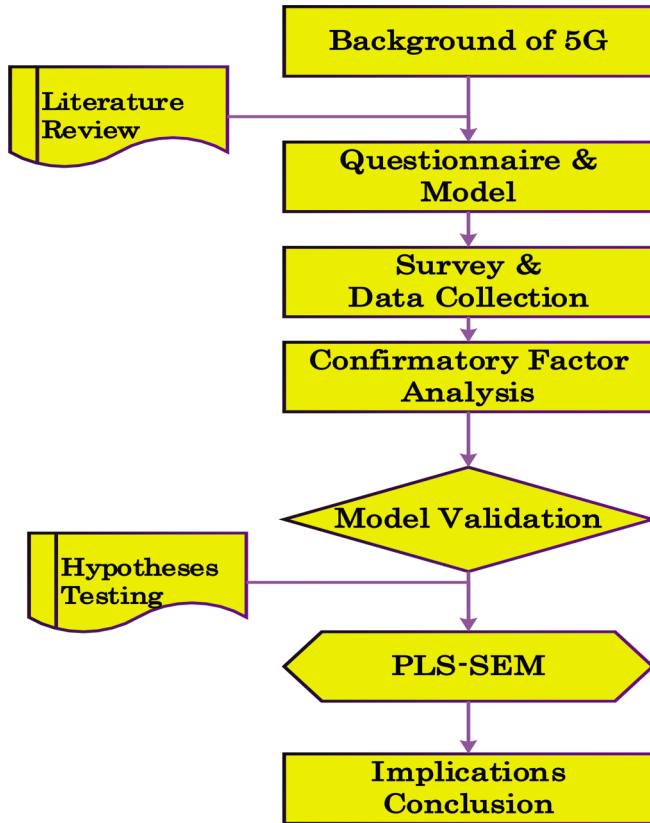 Background of 5G
Literature
Review
Questionnaire &
Model
Survey &
Data Collection
Confirmatory Factor
Analysis
Model Validation
Hypotheses
Testing
PLS-SEM
Implications
Conclusion